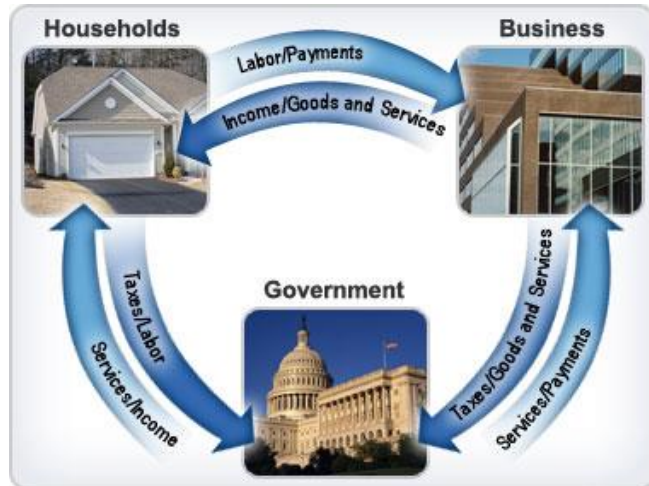 Households
Business
Labor/Payments
Income/Goods and Services
Government
Taxes/Labor
Services/Income
Taxes/Goods and Services
Services/Payments